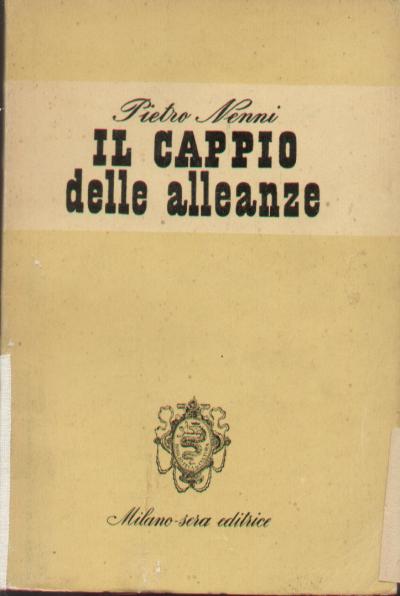 Pietro Nenni
IL CAPPIO
delle alleanze
Milano-sera editrice